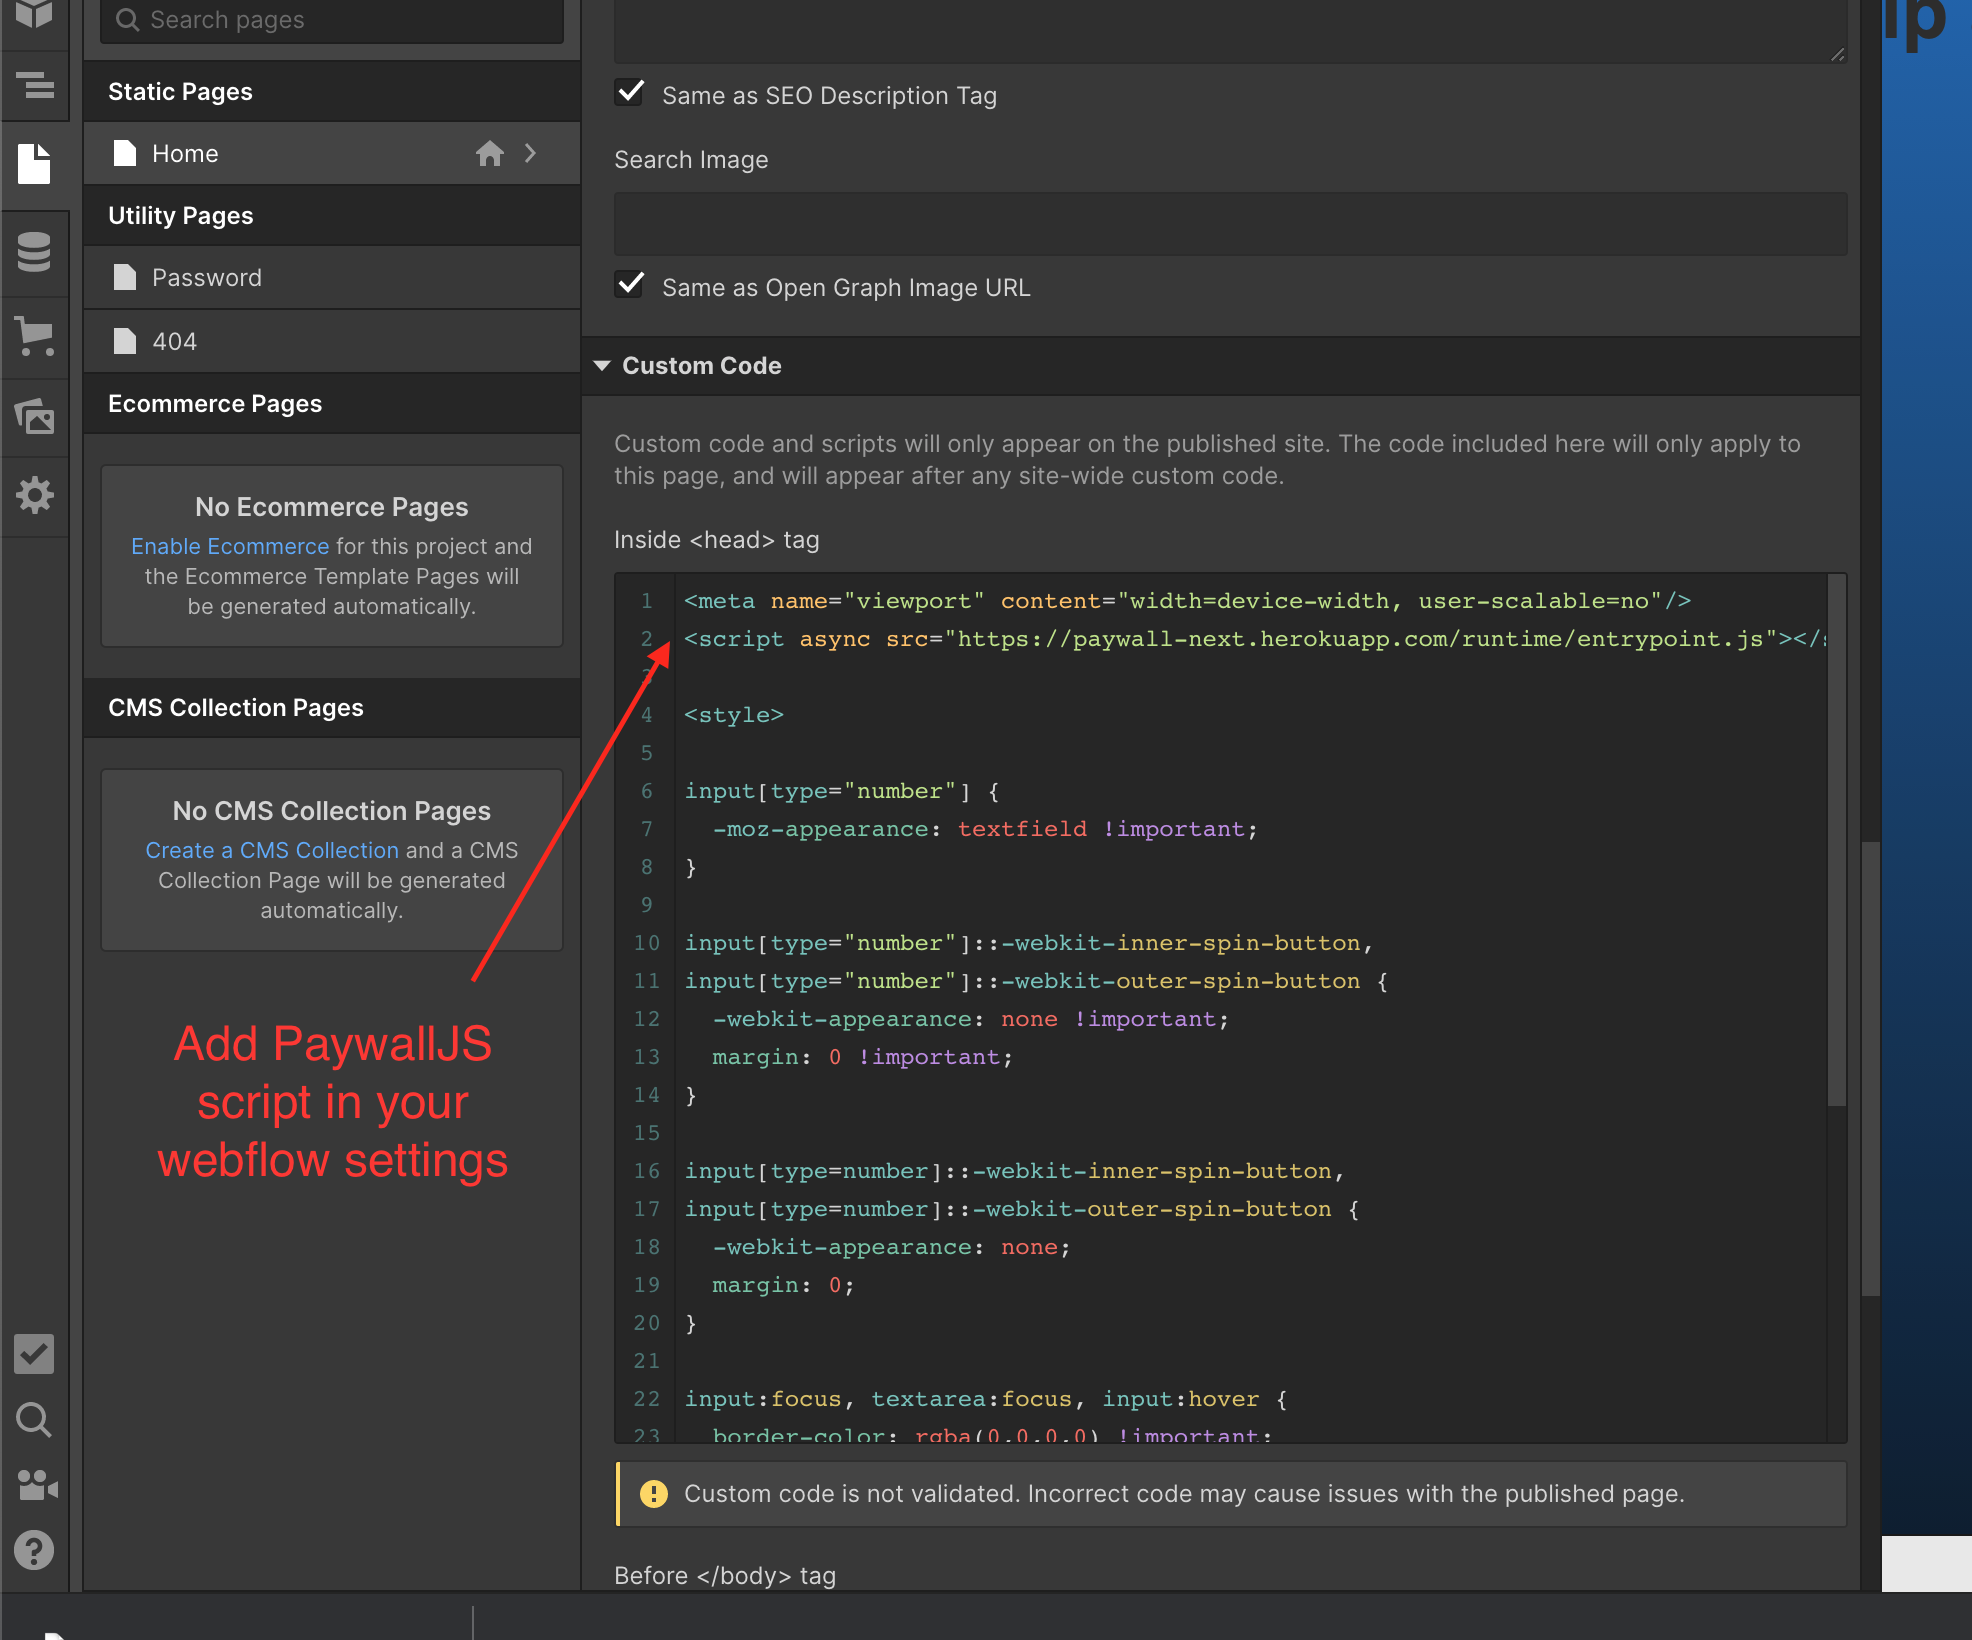 Search pages
Static Pages
Home
Utility Pages
Password
404
Ecommerce Pages
No Ecommerce Pages
Enable Ecommerce for this project and
the Ecommerce Template Pages will
be generated automatically.
CMS Collection Pages
No CMS Collection Pages
Create a CMS Collection and a CMS
Collection Page will be generated
automatically.
Add PaywallJS
script in your
webflow settings
Same as SEO Description Tag
Search Image
Same as Open Graph Image URL
Custom Code
Custom code and scripts will only appear on the published site. The code included here will only apply to
this page, and will appear after any site-wide custom code.
Inside <head> tag
1 <meta name="viewport" content="width=device-width, user-scalable=no"/>
2 <script async src="https://paywall-next.herokuapp.com/runtime/entrypoint.js"></s
3
4 <style>
5
6 input[type="number"] {
7 -moz-appearance: textfield !important;
8 }
9
10 input[type="number"]::-webkit-inner-spin-button,
11 input[type="number"]::-webkit-outer-spin-button {
12 -webkit-appearance: none !important;
13 margin: 0 !important;
14 }
15
16 input[type=number]::-webkit-inner-spin-button,
17 input[type=number]::-webkit-outer-spin-button {
18 -webkit-appearance: none;
19 margin: 0;
20 }
21
22 input:focus, textarea:focus, input:hover {
23 border-color: rgba(0,0,0,0) !important;
Custom code is not validated. Incorrect code may cause issues with the published page.
Before </body> tag